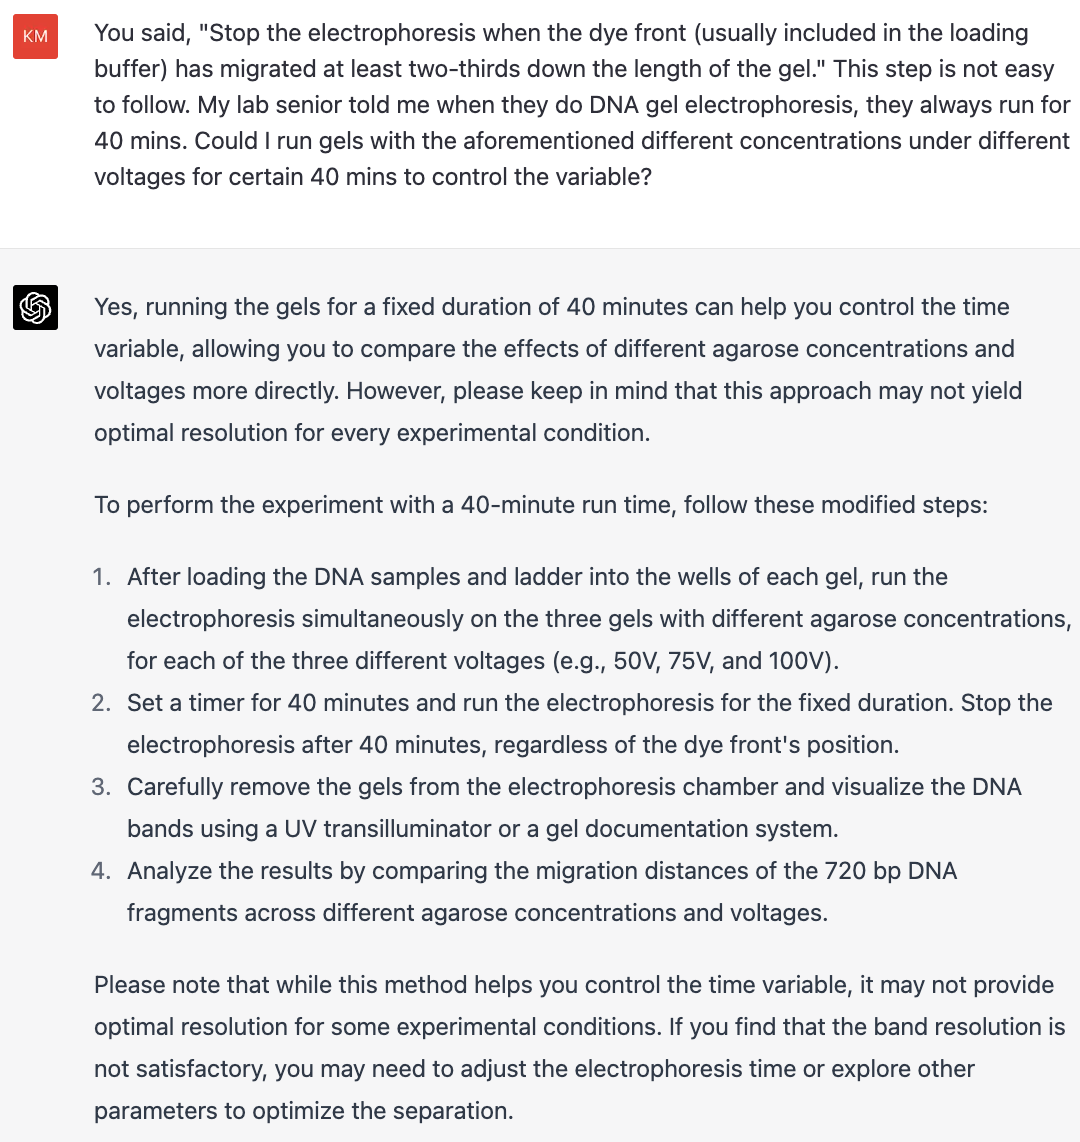 KM
You said, "Stop the electrophoresis when the dye front (usually included in the loading
buffer) has migrated at least two-thirds down the length of the gel." This step is not easy
to follow. My lab senior told me when they do DNA gel electrophoresis, they always run for
40 mins. Could I run gels with the aforementioned different concentrations under different
voltages for certain 40 mins to control the variable?
Yes, running the gels for a fixed duration of 40 minutes can help you control the time
variable, allowing you to compare the effects of different agarose concentrations and
voltages more directly. However, please keep in mind that this approach may not yield
optimal resolution for every experimental condition.
To perform the experiment with a 40-minute run time, follow these modified steps:
1. After loading the DNA samples and ladder into the wells of each gel, run the
electrophoresis simultaneously on the three gels with different agarose concentrations,
for each of the three different voltages (e.g., 50V, 75V, and 100V).
2. Set a timer for 40 minutes and run the electrophoresis for the fixed duration. Stop the
electrophoresis after 40 minutes, regardless of the dye front's position.
3. Carefully remove the gels from the electrophoresis chamber and visualize the DNA
bands using a UV transilluminator or a gel documentation system.
4. Analyze the results by comparing the migration distances of the 720 bp DNA
fragments across different agarose concentrations and voltages.
Please note that while this method helps you control the time variable, it may not provide
optimal resolution for some experimental conditions. If you find that the band resolution is
not satisfactory, you may need to adjust the electrophoresis time or explore other
parameters to optimize the separation.